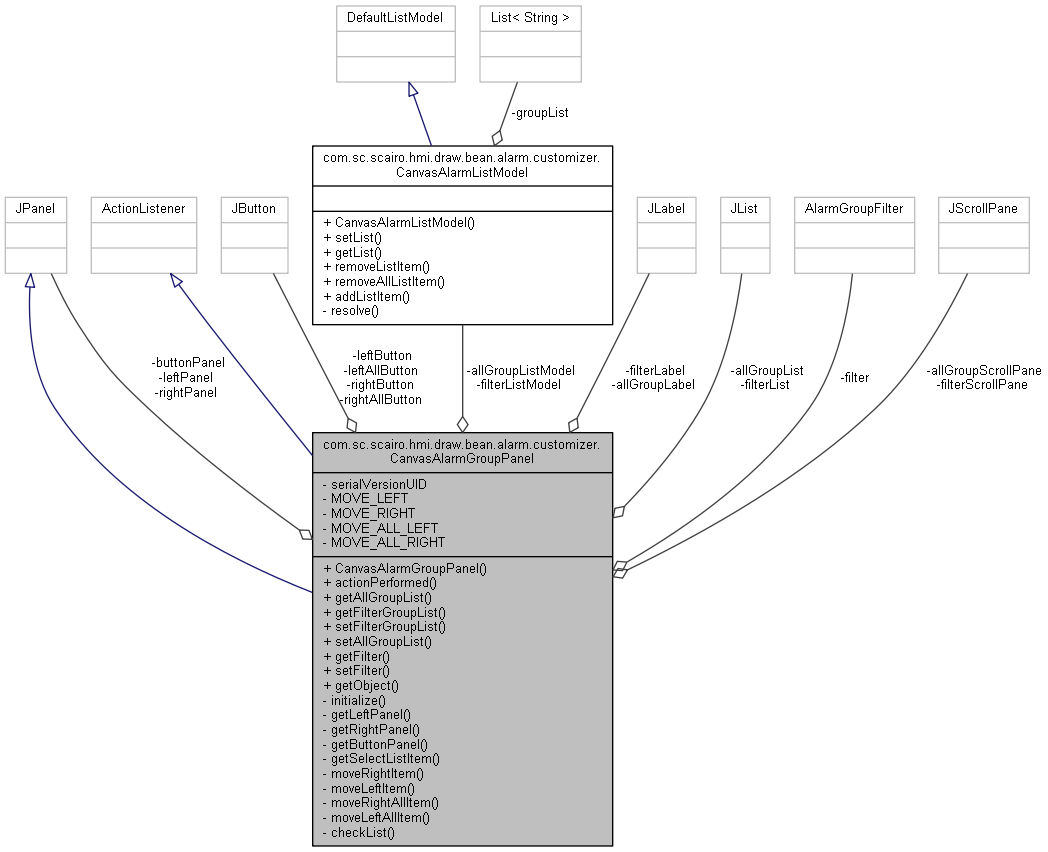 DefaultListModel
List< String >
-groupList
com.sc.scairo.hmi.draw.bean.alarm.customizer.
CanvasAlarmListModel
+ CanvasAlarmListModel()
+ setList()
+ getList()
+ removeListItem()
+ removeAllListItem()
+ addListItem()
- resolve()
JPanel
ActionListener
JButton
JLabel
JList
AlarmGroupFilter
JScrollPane
-buttonPanel
-leftPanel
-rightPanel
-leftButton
-leftAllButton
-rightButton
-rightAllButton
-allGroupListModel
-filterListModel
-filterLabel
-allGroupLabel
-allGroupList
-filterList
-filter
-allGroupScrollPane
-filterScrollPane
com.sc.scairo.hmi.draw.bean.alarm.customizer.
CanvasAlarmGroupPanel
- serialVersionUID
- MOVE_LEFT
- MOVE_RIGHT
- MOVE_ALL_LEFT
- MOVE_ALL_RIGHT
+ CanvasAlarmGroupPanel()
+ actionPerformed()
+ getAllGroupList()
+ getFilterGroupList()
+ setFilterGroupList()
+ setAllGroupList()
+ getFilter()
+ setFilter()
+ getObject()
- initialize()
- getLeftPanel()
- getRightPanel()
- getButtonPanel()
- getSelectListItem()
- moveRightItem()
- moveLeftItem()
- moveRightAllItem()
- moveLeftAllItem()
- checkList()